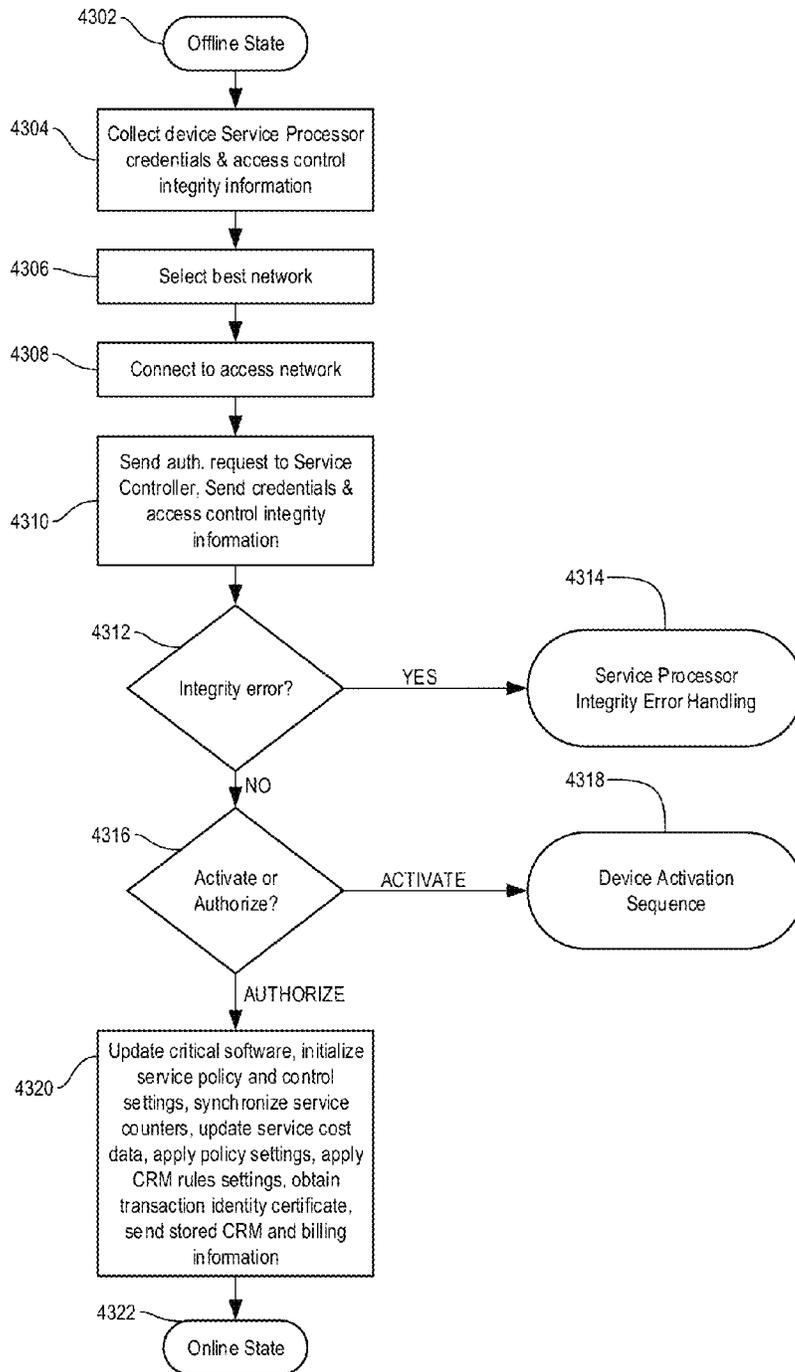 4302
Offline State
4304
Collect device Service Processor
credentials & access control
integrity information
4306
Select best network
4308
Connect to access network
4310
Send auth. request to Service
Controller, Send credentials &
access control integrity
information
4312
Integrity error?
YES
4314
Service Processor
Integrity Error Handling
NO
4316
Activate or
Authorize?
ACTIVATE
4318
Device Activation
Sequence
AUTHORIZE
4320
Update critical software, initialize
service policy and control
settings, synchronize service
counters, update service cost
data, apply policy settings, apply
CRM rules settings, obtain
transaction identity certificate,
send stored CRM and billing
information
4322
Online State